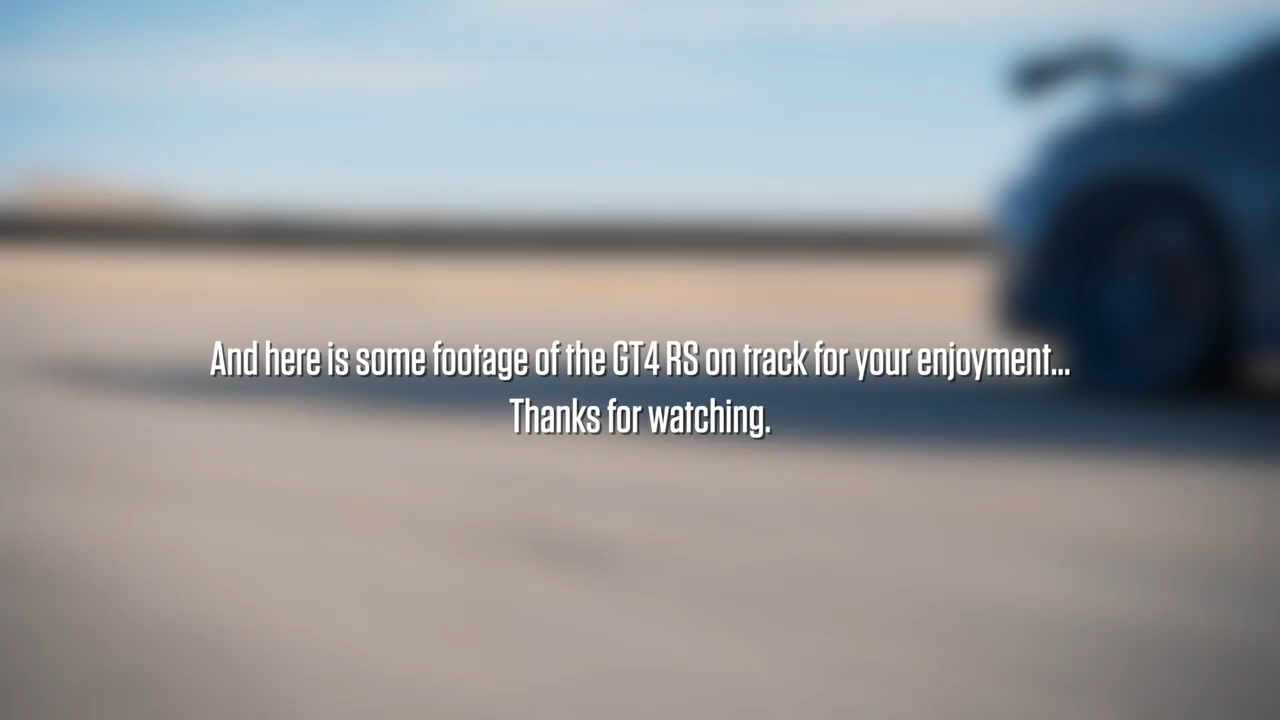 And here is some footage of the GT4 RS on track for your enjoyment...
Thanks for watching.